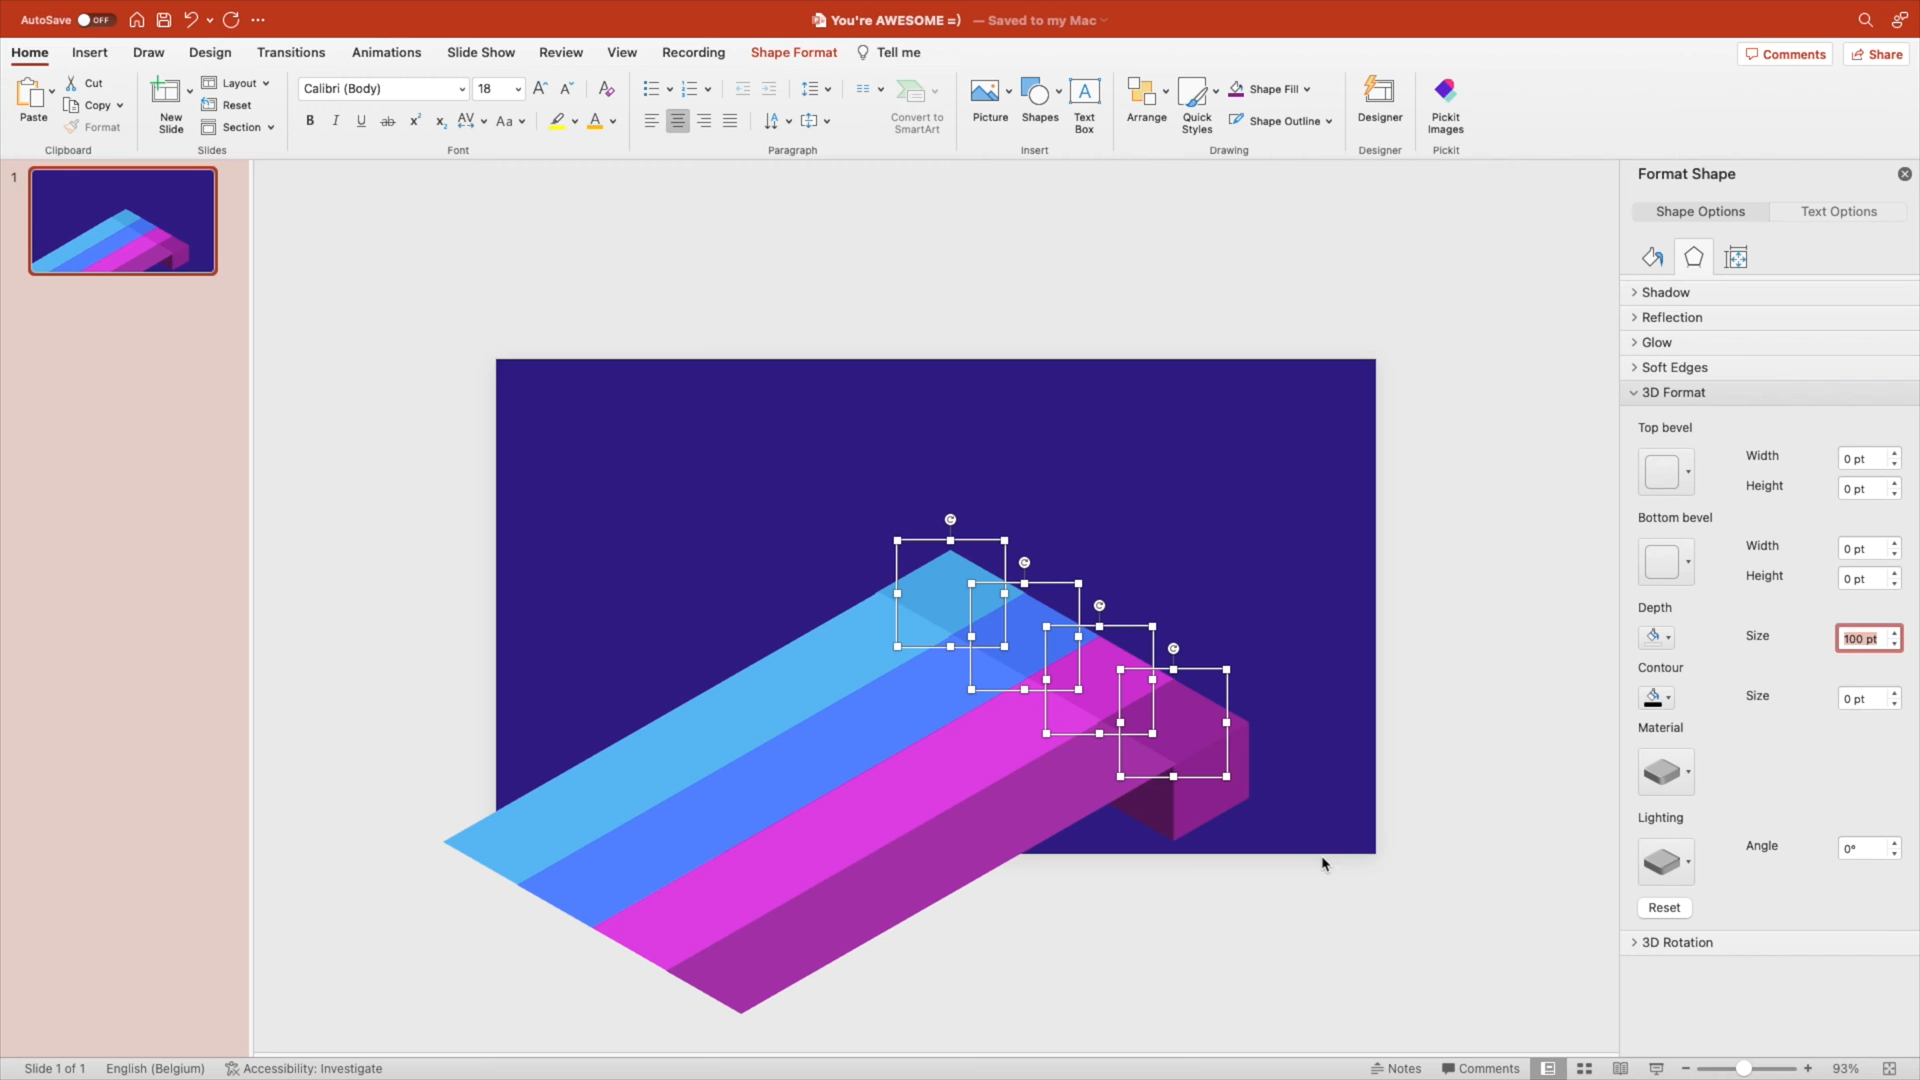 AutoSave OFF
You're AWESOME =) — Saved to my Mac
Home Insert Draw Design Transitions Animations Slide Show Review View Recording Shape Format Tell me
Comments Share
Paste Cut Copy Format
New Slide Layout Reset Section
Calibri (Body) 18
B I U ab x² x₂ AV Aa A
Convert to SmartArt
Picture Shapes Text Box
Arrange Quick Styles Shape Fill Shape Outline
Designer
Pickit Images
Clipboard Slides Font Paragraph Insert Drawing Designer Pickit
1
Format Shape
Shape Options Text Options
Shadow
Reflection
Glow
Soft Edges
3D Format
Top bevel
Width 0 pt
Height 0 pt
Bottom bevel
Width 0 pt
Height 0 pt
Depth
Size 100 pt
Contour
Size 0 pt
Material
Lighting
Angle 0°
Reset
3D Rotation
Slide 1 of 1 English (Belgium) Accessibility: Investigate Notes Comments 93%